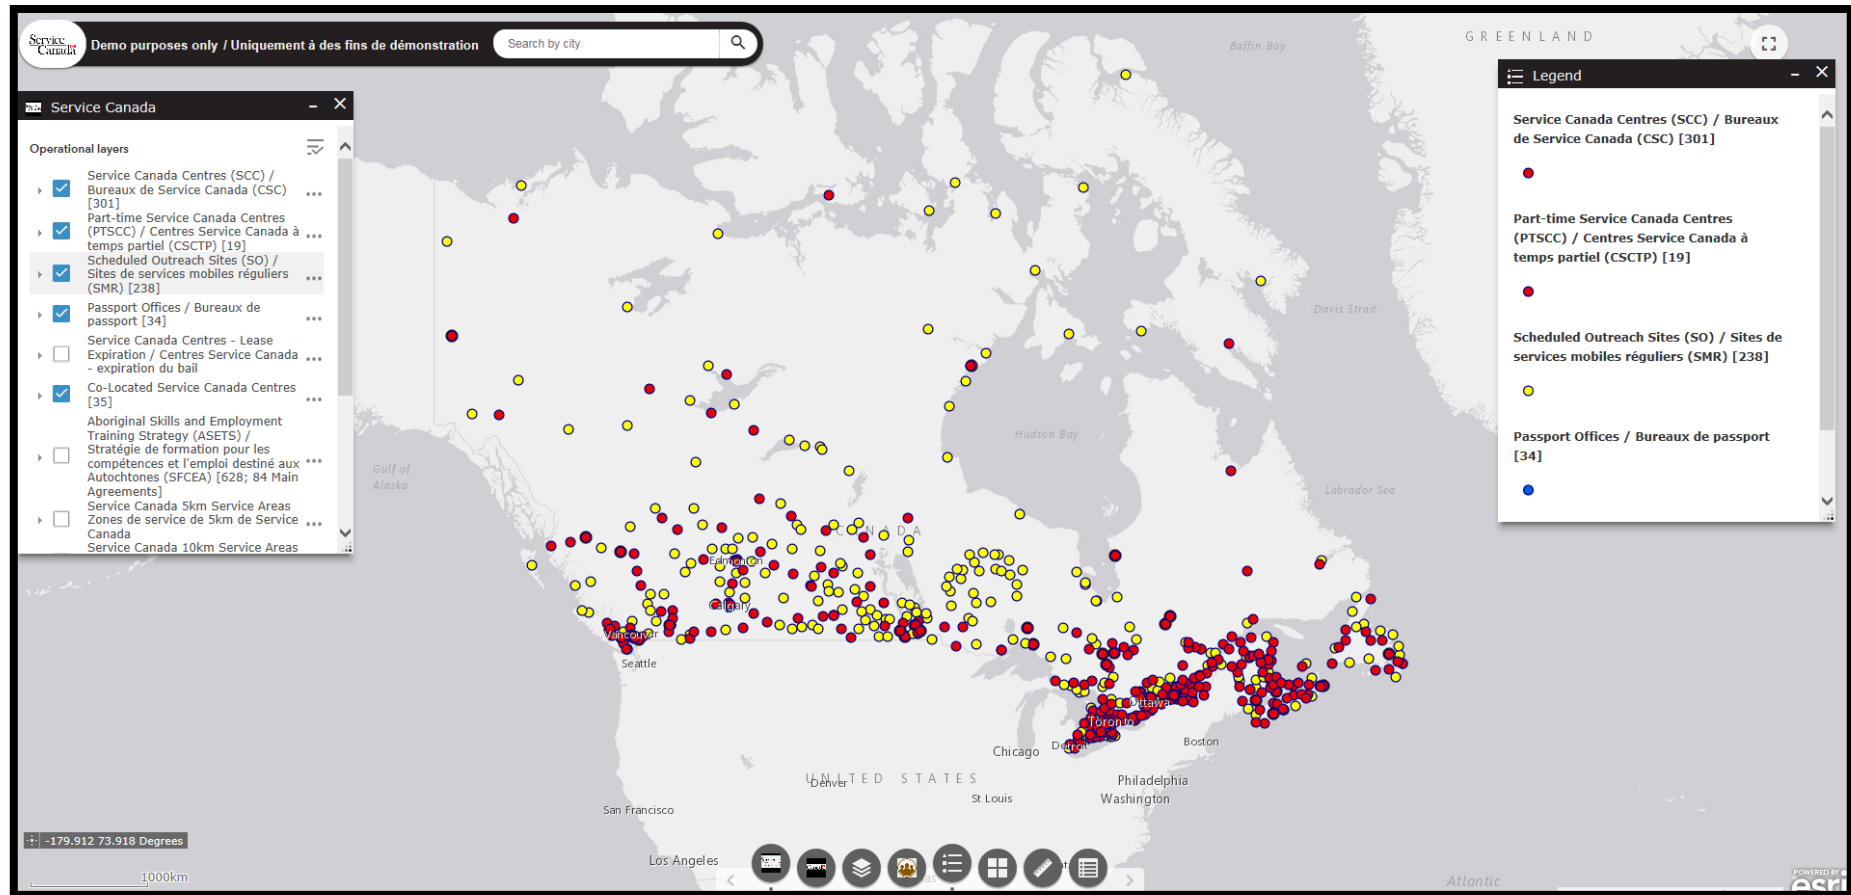 Service
Canada
Demo purposes only / Uniquement à des fins de démonstration
Search by city
Service Canada
Operational layers
Service Canada Centres (SCC) /
Bureaux de Service Canada (CSC)
[301]
Part-time Service Canada Centres
(PTSCC) / Centres Service Canada à
temps partiel (CSCTP) [19]
Scheduled Outreach Sites (SO) /
Sites de services mobiles réguliers
(SMR) [238]
Passport Offices / Bureaux de
passport [34]
Service Canada Centres - Lease
Expiration / Centres Service Canada
- expiration du bail
Co-Located Service Canada Centres
[35]
Aboriginal Skills and Employment
Training Strategy (ASETS) /
Stratégie de formation pour les
compétences et l'emploi destiné aux
Autochtones (SFCEA) [628; 84 Main
Agreements]
Service Canada 5km Service Areas
Zones de service de 5km de Service
Canada
Service Canada 10km Service Areas
Legend
Service Canada Centres (SCC) / Bureaux
de Service Canada (CSC) [301]
Part-time Service Canada Centres
(PTSCC) / Centres Service Canada à
temps partiel (CSCTP) [19]
Scheduled Outreach Sites (SO) / Sites de
services mobiles réguliers (SMR) [238]
Passport Offices / Bureaux de passport
[34]
GREENLAND
Baffin Bay
Davis Strait
Hudson Bay
Labrador Sea
Gulf of
Alaska
CANADA
Edmonton
Calgary
Vancouver
Seattle
Ottawa
Toronto
Detroit
Chicago
Boston
UNITED STATES
Denver
Philadelphia
Washington
St Louis
San Francisco
Los Angeles
Atlantic
-179.912 73.918 Degrees
1000km
POWERED BY
esri